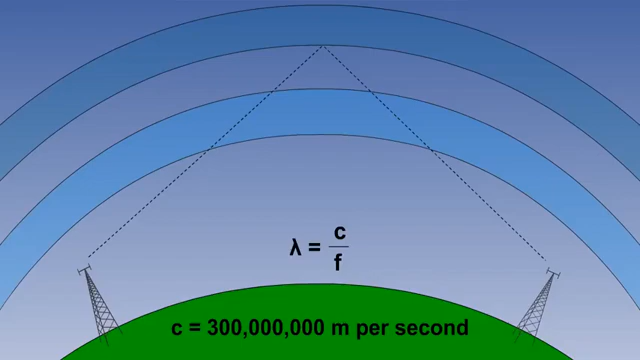 λ = c/f
c = 300,000,000 m per second